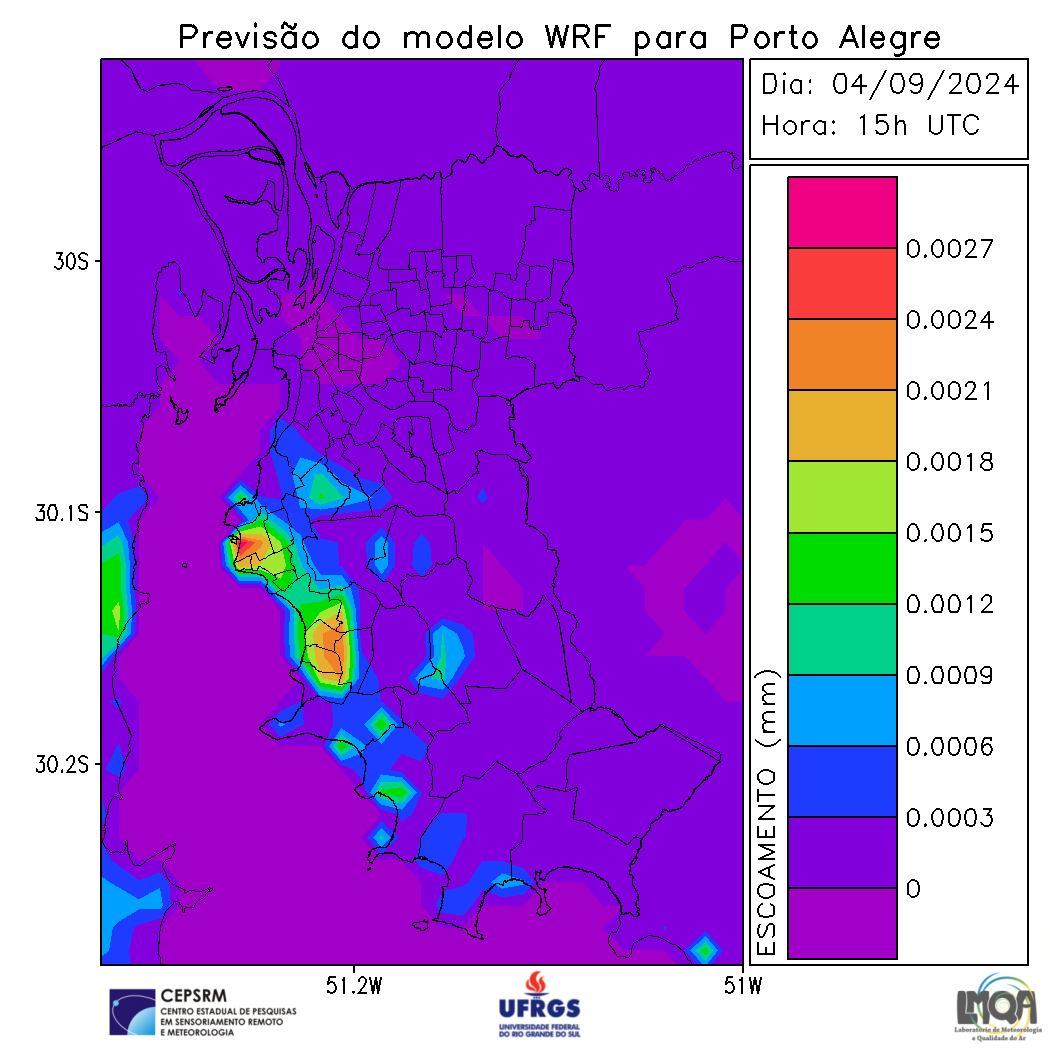 Previsão do modelo WRF para Porto Alegre
Dia: 04/09/2024
Hora: 15h UTC
0.0027
0.0024
0.0021
0.0018
0.0015
0.0012
0.0009
0.0006
0.0003
0
ESCOAMENTO (mm)
30S
30.1S
30.2S
51.2W
51W
CEPSRM
CENTRO ESTADUAL DE PESQUISAS
EM SENSORIAMENTO REMOTO
E METEOROLOGIA
UFRGS
UNIVERSIDADE FEDERAL
DO RIO GRANDE DO SUL
LMQA
Laboratório de Meteorologia
e Qualidade do Ar